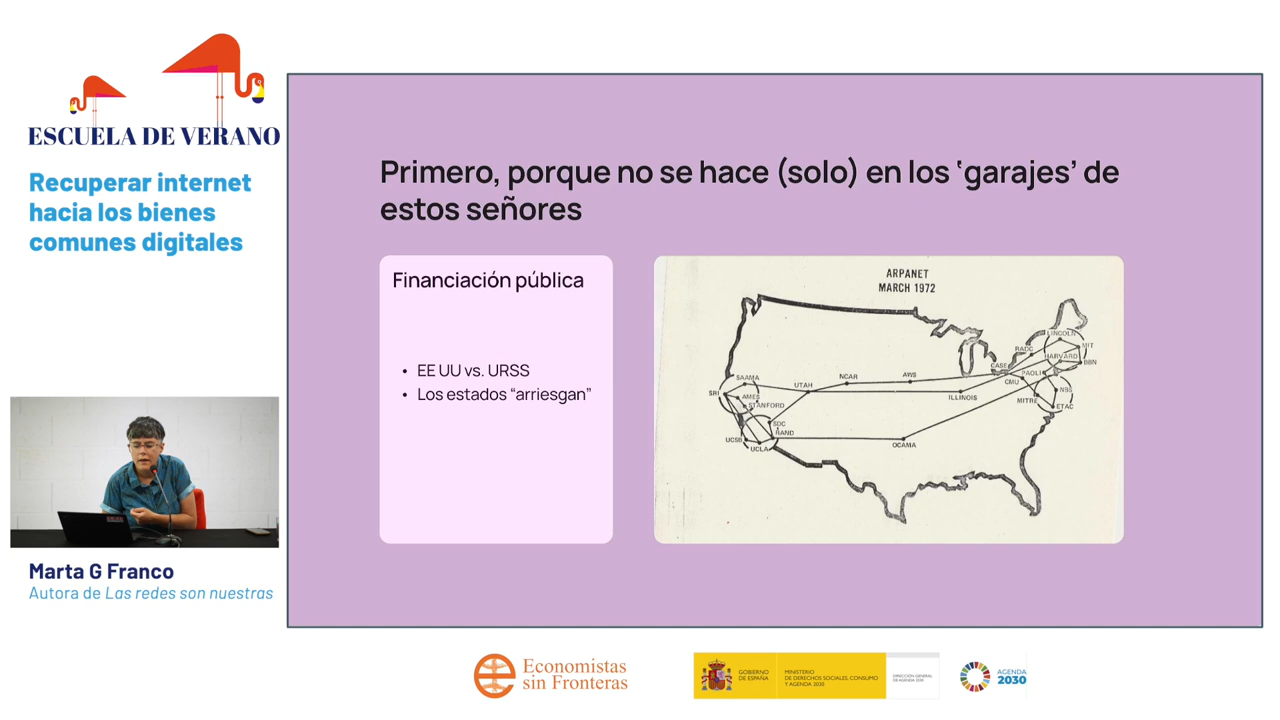 ESCUELA DE VERANO
Recuperar internet
hacia los bienes
comunes digitales
Primero, porque no se hace (solo) en los ‘garajes’ de
estos señores
Financiación pública
• EE UU vs. URSS
• Los estados “arriesgan”
ARPANET
MARCH 1972
LINCOLN
RADC
MIT
HARVARD
BBN
CASE
PAOLI
CMU
NBS
MITRE
ETAC
SAAMA
UTAH
NCAR
AWS
ILLINOIS
SRI
AMES
STANFORD
SDC
RAND
UCSB
UCLA
OCAMA
Marta G Franco
Autora de Las redes son nuestras
Economistas
sin Fronteras
GOBIERNO
DE ESPAÑA
MINISTERIO
DE DERECHOS SOCIALES, CONSUMO
Y AGENDA 2030
DIRECCIÓN GENERAL
DE AGENDA 2030
AGENDA
2030